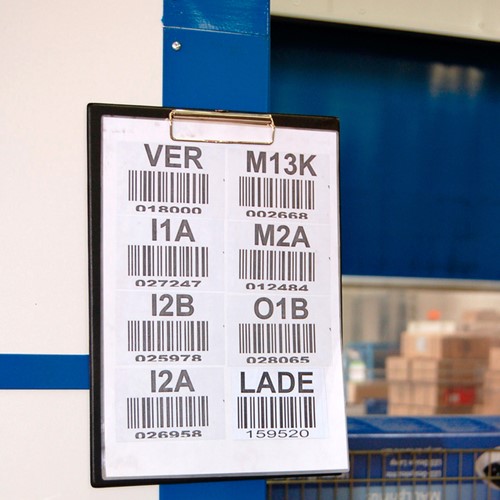 VER
018000
M13K
002668
I1A
027247
M2A
012484
I2B
025978
O1B
028065
I2A
026958
LADE
159520